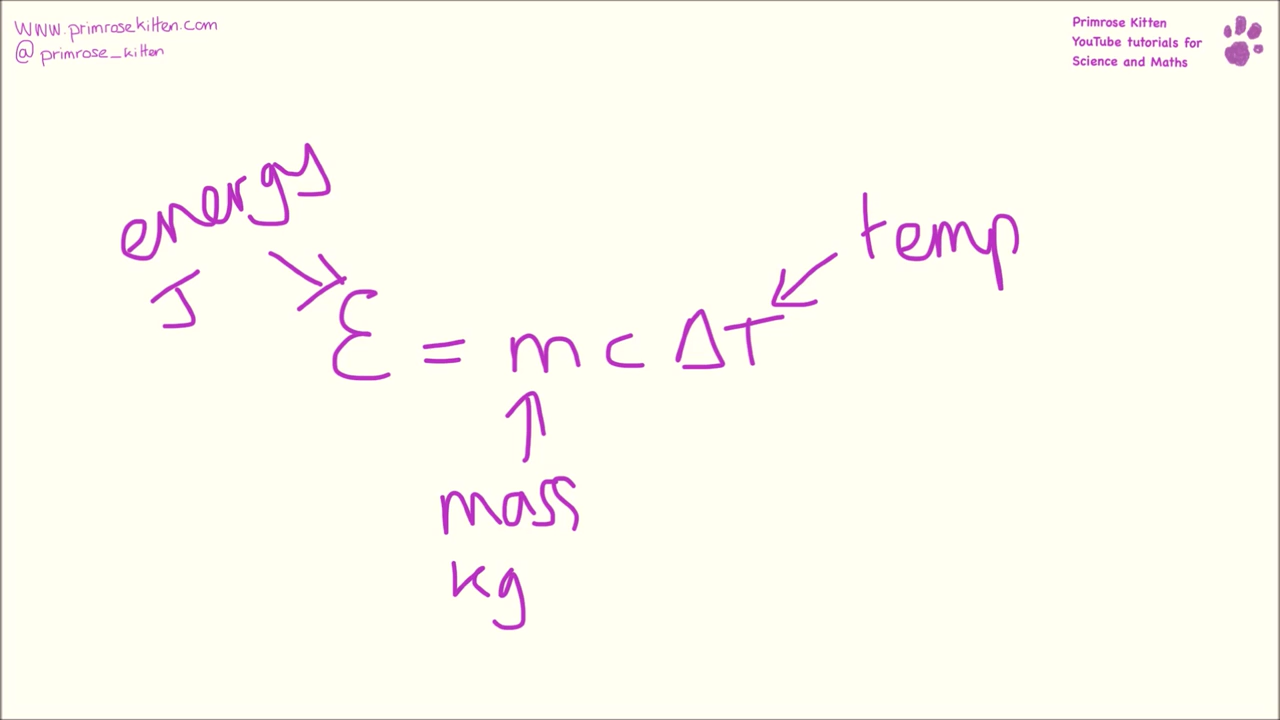 www.primrosekitten.com
@primrose_kitten
Primrose Kitten
YouTube tutorials for
Science and Maths
energy
J
temp
E = mcΔT
mass
kg